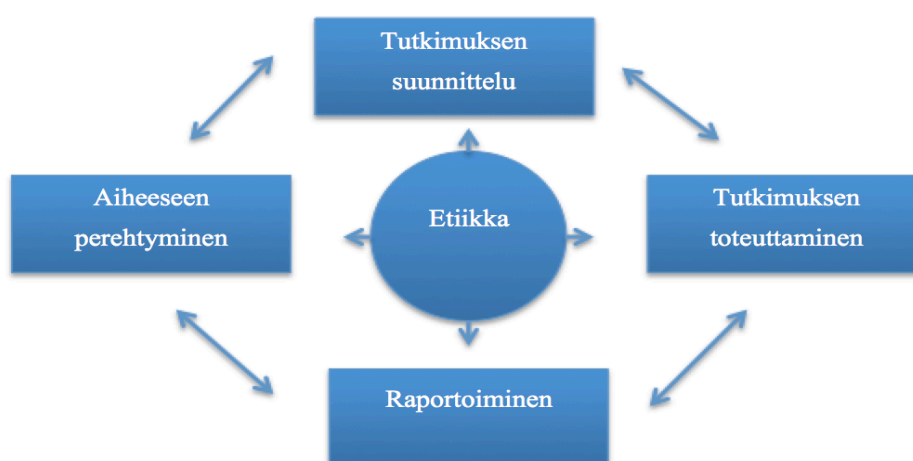 Tutkimuksen
suunnittelu
Aiheeseen
perehtyminen
Etiikka
Tutkimuksen
toteuttaminen
Raportoiminen